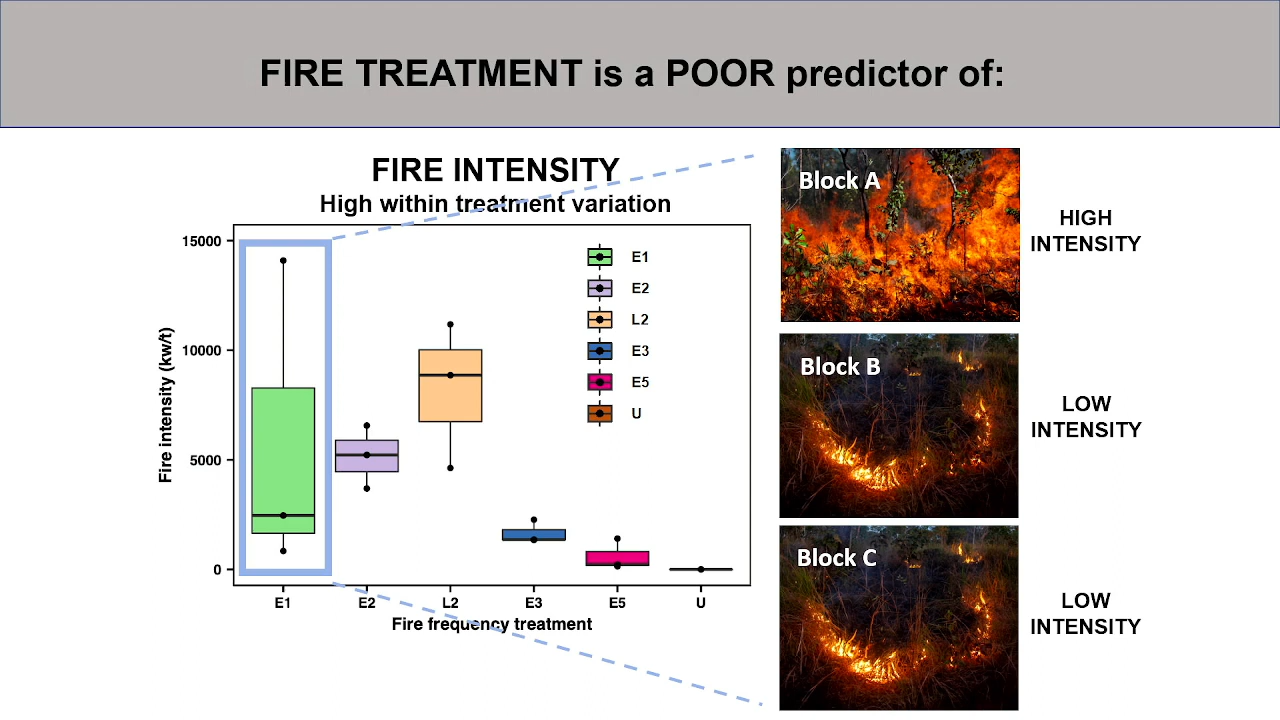 FIRE TREATMENT is a POOR predictor of:
FIRE INTENSITY
High within treatment variation
Fire intensity (kw/t)
15000
10000
5000
0
E1
E2
L2
E3
E5
U
E1
E2
L2
E3
E5
U
Fire frequency treatment
Block A
HIGH
INTENSITY
Block B
LOW
INTENSITY
Block C
LOW
INTENSITY